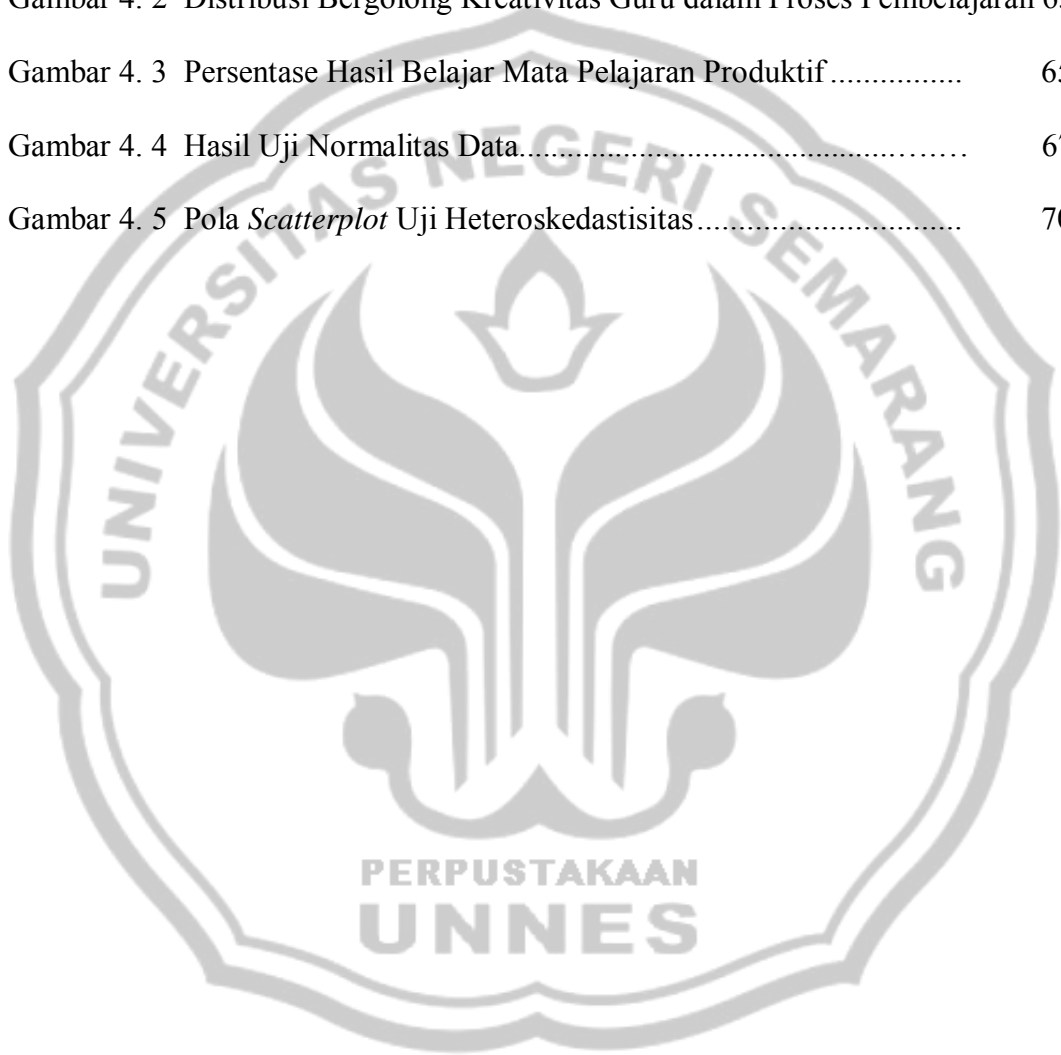 Gambar 4. 2 Distribusi Bergolong Kreativitas Guru dalam Proses Pembelajaran
Gambar 4. 3 Persentase Hasil Belajar Mata Pelajaran Produktif................
Gambar 4. 4 Hasil Uji Normalitas Data.....................................................
Gambar 4. 5 Pola Scatterplot Uji Heteroskedastisitas.............................
UNIVERSITAS NEGERI SEMARANG
PERPUSTAKAAN
UNNES